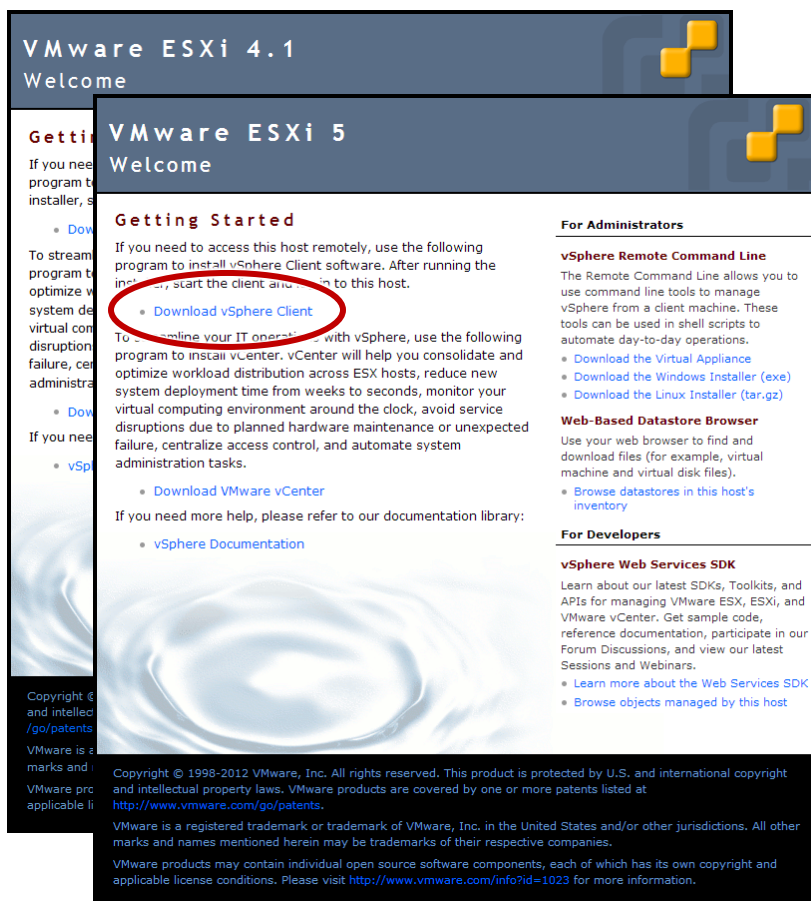 VMware ESXi 4.1
Welcome
If you
program
installer,
To
optimize
system
virtual
failure,
If you
Copyright ©
and
/go/patents
VMware is
marks and
VMware
applicable
VMware ESXi 5
Welcome
Getting Started
If you need to access this host remotely, use the following
program to install vSphere Client software. After running the
start the client and to this host.
Download vSphere Client
To your IT with vSphere, use the following
program to install vCenter. vCenter will help you consolidate and
optimize workload distribution across ESX hosts, reduce new
system deployment time from weeks to seconds, monitor your
virtual computing environment around the clock, avoid service
disruptions due to planned hardware maintenance or unexpected
failure, centralize access control, and automate system
administration tasks.
Download VMware vCenter
If you need more help, please refer to our documentation library:
vSphere Documentation
For Administrators
vSphere Remote Command Line
The Remote Command Line allows you to
use command line tools to manage
vSphere from a client machine. These
tools can be used in shell scripts to
automate day-to-day operations.
Download the Virtual Appliance
Download the Windows Installer (exe)
Download the Linux Installer (tar.gz)
Web-Based Datastore Browser
Use your web browser to find and
download files (for example, virtual
machine and virtual disk files).
Browse datastores in this host's
inventory
For Developers
vSphere Web Services SDK
Learn about our latest SDKs, Toolkits, and
APIs for managing VMware ESX, ESXi, and
VMware vCenter. Get sample code,
reference documentation, participate in our
Forum Discussions, and view our latest
Sessions and Webinars.
Learn more about the Web Services SDK
Browse objects managed by this host
Copyright © 1998-2012 VMware, Inc. All rights reserved. This product is protected by U.S. and international copyright
and intellectual property laws. VMware products are covered by one or more patents listed at
http://www.vmware.com/go/patents.
VMware is a registered trademark or trademark of VMware, Inc. in the United States and/or other jurisdictions. All other
marks and names mentioned herein may be trademarks of their respective companies.
VMware products may contain individual open source software components, each of which has its own copyright and
applicable license conditions. Please visit http://www.vmware.com/info?id=1023 for more information.